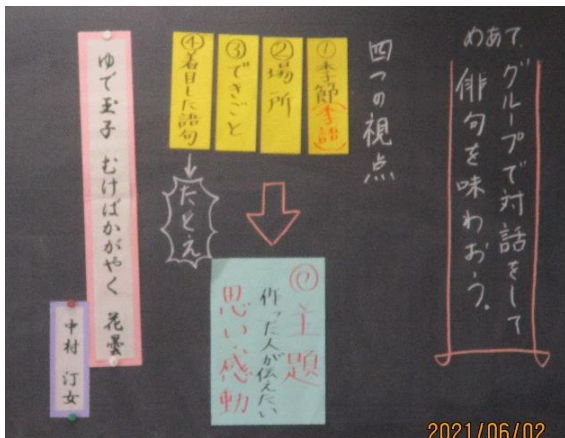 めあて
グループで対話をして
俳句を味わおう。
四つの視点
①季節(季語)
②場所
③できごと
④着目した語句
たとえ
◎主題
作った人が伝えたい
思い・感動
ゆで玉子 むけばかがやく 花曇
中村 汀女
2021/06/02